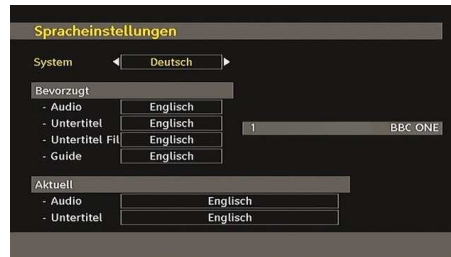 Spracheinstellungen
System Deutsch
Bevorzugt
- Audio Englisch
- Untertitel Englisch
- Untertitel Fil Englisch
- Guide Englisch
1 BBC ONE
Aktuell
- Audio Englisch
- Untertitel Englisch